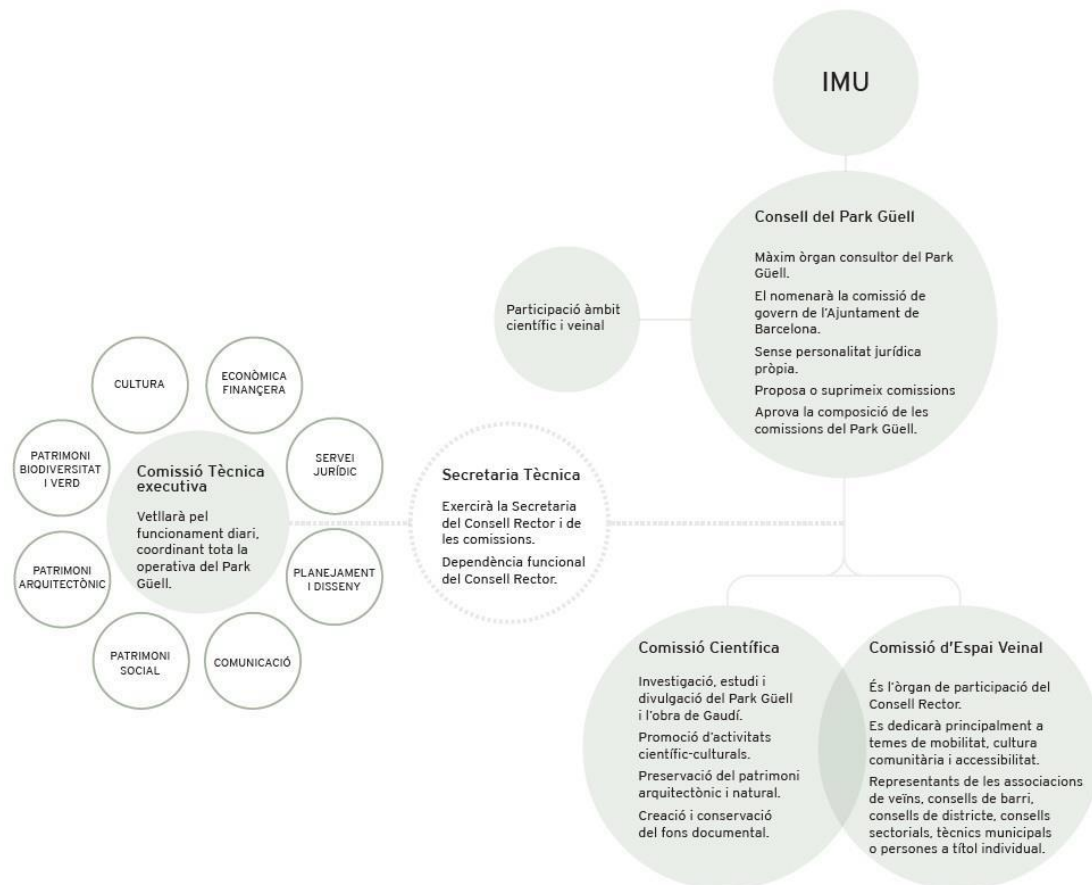 IMU
Consell del Park Güell
Màxim òrgan consultor del Park
Güell.
El nomenarà la comissió de
govern de l'Ajuntament de
Barcelona.
Sense personalitat jurídica
pròpia.
Proposa o suprimeix comissions
Aprova la composició de les
comissions del Park Güell.
Participació àmbit
científic i veinal
CULTURA
ECONÒMICA
FINANÇERA
PATRIMONI
BIODIVERSITAT
I VERD
SERVEI
JURÍDIC
Comissió Tècnica
executiva
Vetllarà pel
funcionament diari,
coordinant tota la
operativa del Park
Güell.
PATRIMONI
ARQUITECTÒNIC
PLANEJAMENT
I DISSENY
PATRIMONI
SOCIAL
COMUNICACIÓ
Secretaria Tècnica
Exercirà la Secretaria
del Consell Rector i de
les comissions.
Dependència funcional
del Consell Rector.
Comissió Científica
Investigació, estudi i
divulgació del Park Güell
i l'obra de Gaudí.
Promoció d'activitats
científic-culturals.
Preservació del patrimoni
arquitectònic i natural.
Creació i conservació
del fons documental.
Comissió d'Espai Veinal
És l'òrgan de participació del
Consell Rector.
Es dedicarà principalment a
temes de mobilitat, cultura
comunitària i accessibilitat.
Representants de les associacions
de veïns, consells de barri,
consells de districte, consells
sectorials, tècnics municipals
o persones a títol individual.